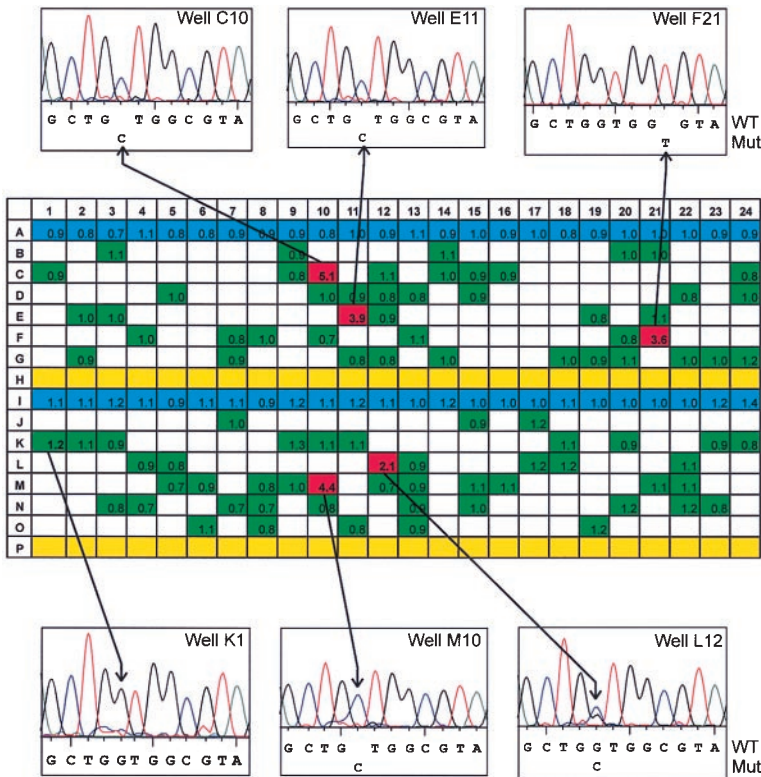 Well C10 Well E11 Well F21
G C T G T G G C G T A G C T G T G G C G T A G C T G G T G G G T A WT
C C T Mut
1 2 3 4 5 6 7 8 9 10 11 12 13 14 15 16 17 18 19 20 21 22 23 24
A 0.9 0.8 0.7 1.1 0.8 0.8 0.9 0.9 0.9 0.8 1.0 0.9 1.1 0.9 1.0 0.9 1.0 0.8 0.9 1.0 1.0 1.0 0.9 0.9
B 1.1 0.9 1.1 1.0 1.0
C 0.9 0.8 5.1 1.1 1.0 0.9 0.9 0.8
D 1.0 1.0 0.9 0.8 0.8 0.9 0.8 1.0
E 1.0 1.0 3.9 0.9 0.8 1.1
F 1.0 0.8 1.0 0.7 1.1 0.8 3.6
G 0.9 0.9 0.8 0.8 1.0 1.0 0.9 1.1 1.0 1.0 1.2
H
I 1.1 1.1 1.2 1.1 0.9 1.1 1.1 0.9 1.2 1.1 1.2 1.1 1.0 1.2 1.0 1.0 1.0 1.1 1.0 1.0 1.0 1.0 1.2 1.4
J 1.0 0.9 1.2
K 1.2 1.1 0.9 1.3 1.1 1.1 1.1 0.9 0.9 0.8
L 0.9 0.8 2.1 0.9 1.2 1.2 1.1
M 0.7 0.9 0.8 1.0 4.4 0.7 0.9 1.1 1.1 1.1 1.1
N 0.8 0.7 0.7 0.7 0.8 0.9 1.0 1.2 1.2 0.8
O 1.1 0.8 0.8 0.9 1.2
P
Well K1 Well M10 Well L12
G C T G G T G G C G T A G C T G T G G C G T A G C T G G T G G C G T A WT
C C Mut